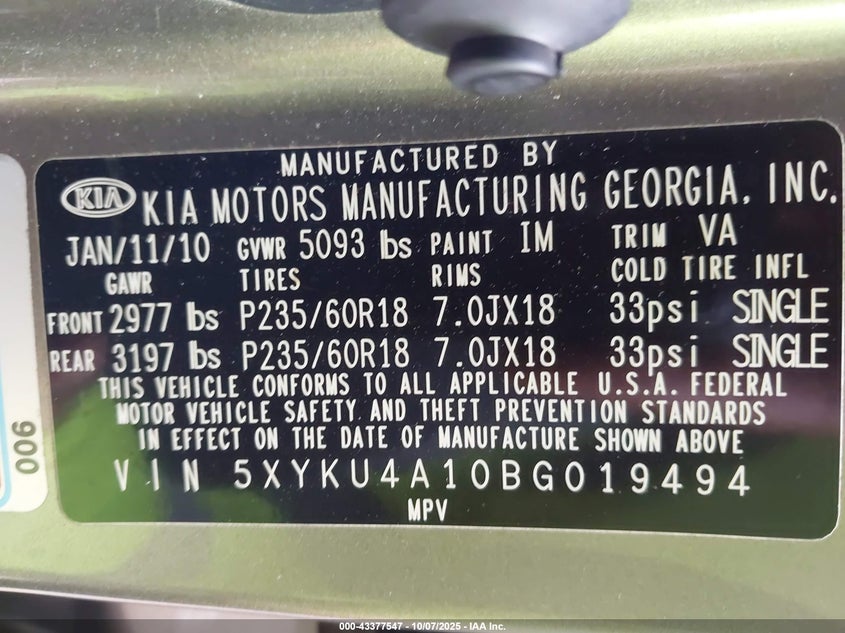 MANUFACTURED BY
KIA KIA MOTORS MANUFACTURING GEORGIA, INC.
JAN/11/10 GVWR 5093 lbs PAINT IM TRIM VA
GAWR TIRES RIMS COLD TIRE INFL
FRONT 2977 lbs P235/60R18 7.0JX18 33psi SINGLE
REAR 3197 lbs P235/60R18 7.0JX18 33psi SINGLE
THIS VEHICLE CONFORMS TO ALL APPLICABLE U.S.A. FEDERAL
MOTOR VEHICLE SAFETY AND THEFT PREVENTION STANDARDS
IN EFFECT ON THE DATE OF MANUFACTURE SHOWN ABOVE
VIN 5XYKU4A10BG019494
MPV
006
000-43377547 - 10/07/2025 - IAA Inc.